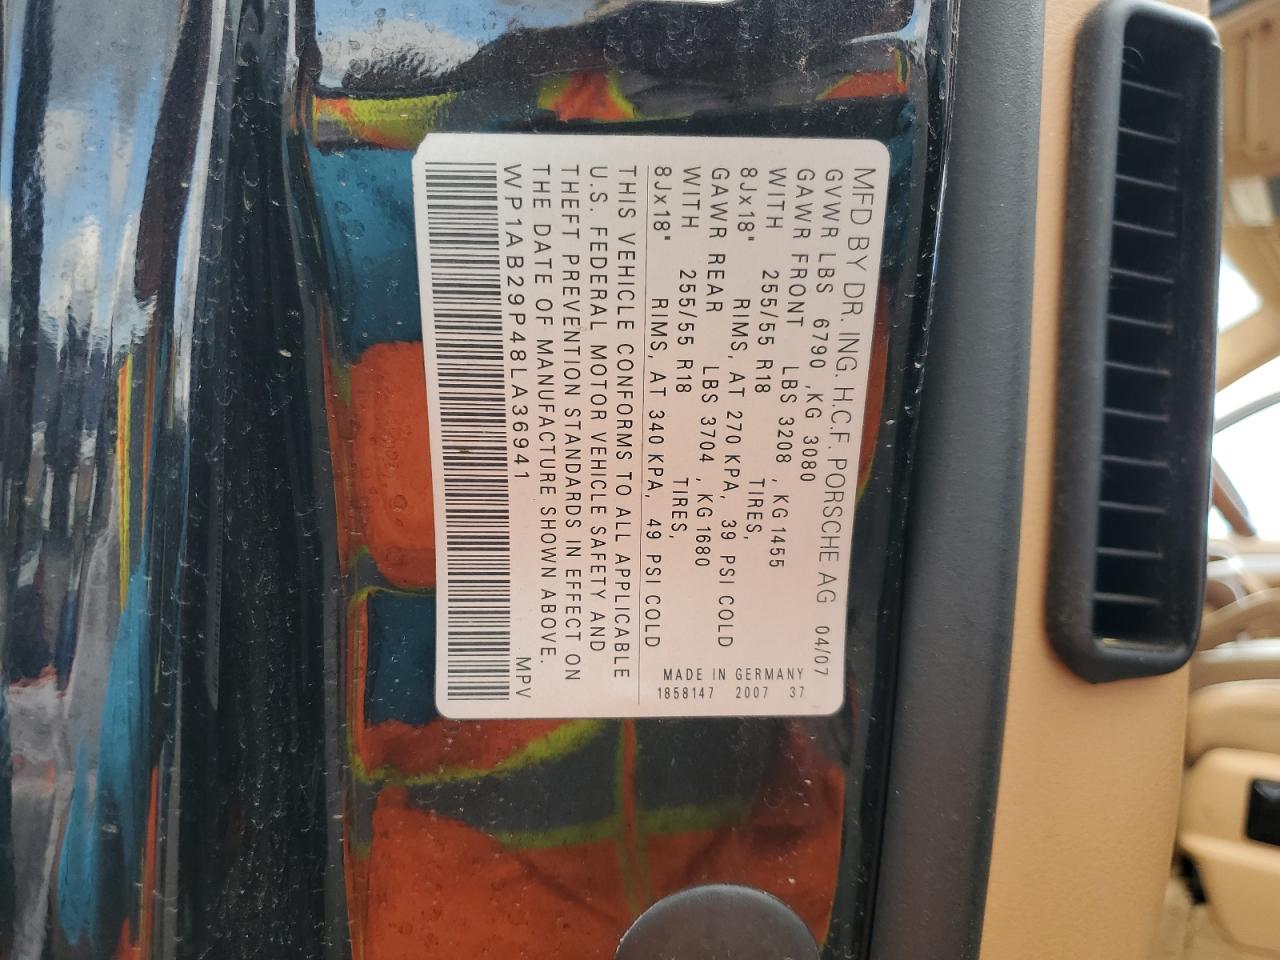 MFD BY DR. ING. H.C.F. PORSCHE AG 04/07
GVWR LBS 6790 ,KG 3080
GAWR FRONT LBS 3208 , KG 1455
WITH 255/55 R18 TIRES,
8Jx18" RIMS, AT 270 KPA, 39 PSI COLD
GAWR REAR LBS 3704 , KG 1680
WITH 255/55 R18 TIRES,
8Jx18" RIMS, AT 340 KPA, 49 PSI COLD
MADE IN GERMANY
1858147 2007 37
THIS VEHICLE CONFORMS TO ALL APPLICABLE
U.S. FEDERAL MOTOR VEHICLE SAFETY AND
THEFT PREVENTION STANDARDS IN EFFECT ON
THE DATE OF MANUFACTURE SHOWN ABOVE.
WP1AB29P48LA36941 MPV